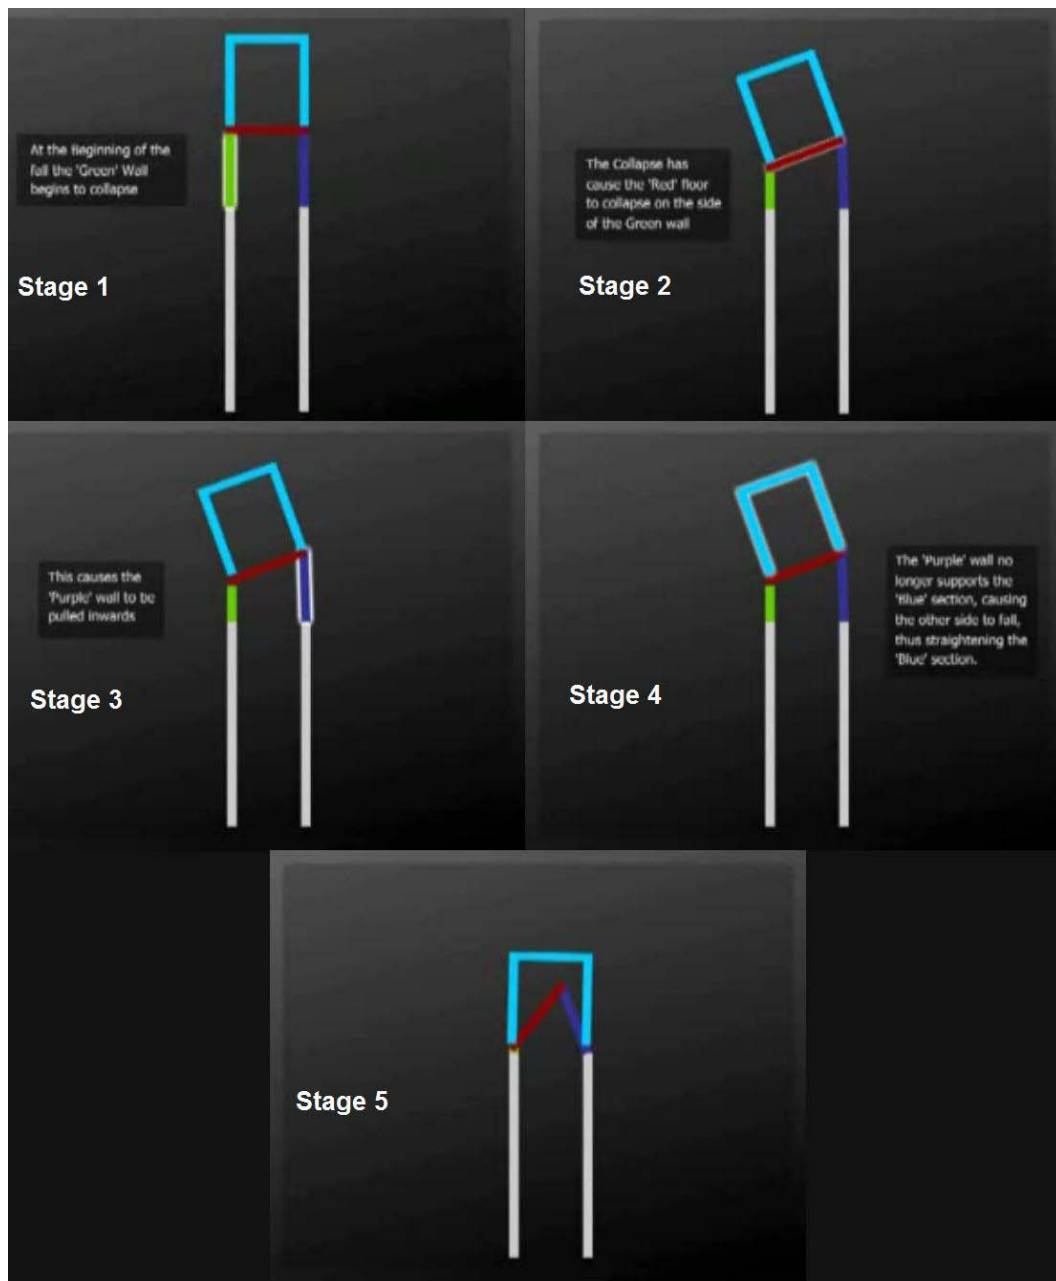 At the Beginning of the
fall the 'Green' Wall
begins to collapse
Stage 1
The Collapse has
cause the 'Red' floor
to collapse on the side
of the Green wall
Stage 2
This causes the
'Purple' wall to be
pulled inwards
Stage 3
The 'Purple' wall no
longer supports the
'Blue' section, causing
the other side to fall,
thus straightening the
'Blue' section.
Stage 4
Stage 5